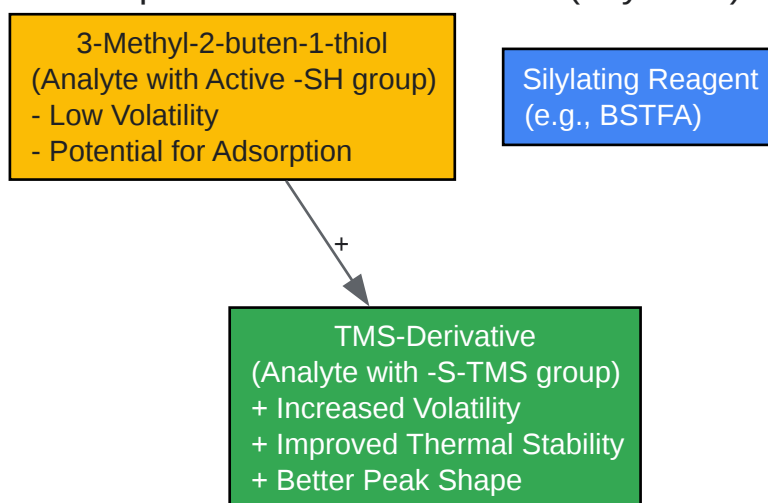 3-Methyl-2-buten-1-thiol
(Analyte with Active -SH group)
- Low Volatility
- Potential for Adsorption
Silylating Reagent
(e.g., BSTFA)
+
TMS-Derivative
(Analyte with -S-TMS group)
+ Increased Volatility
+ Improved Thermal Stability
+ Better Peak Shape